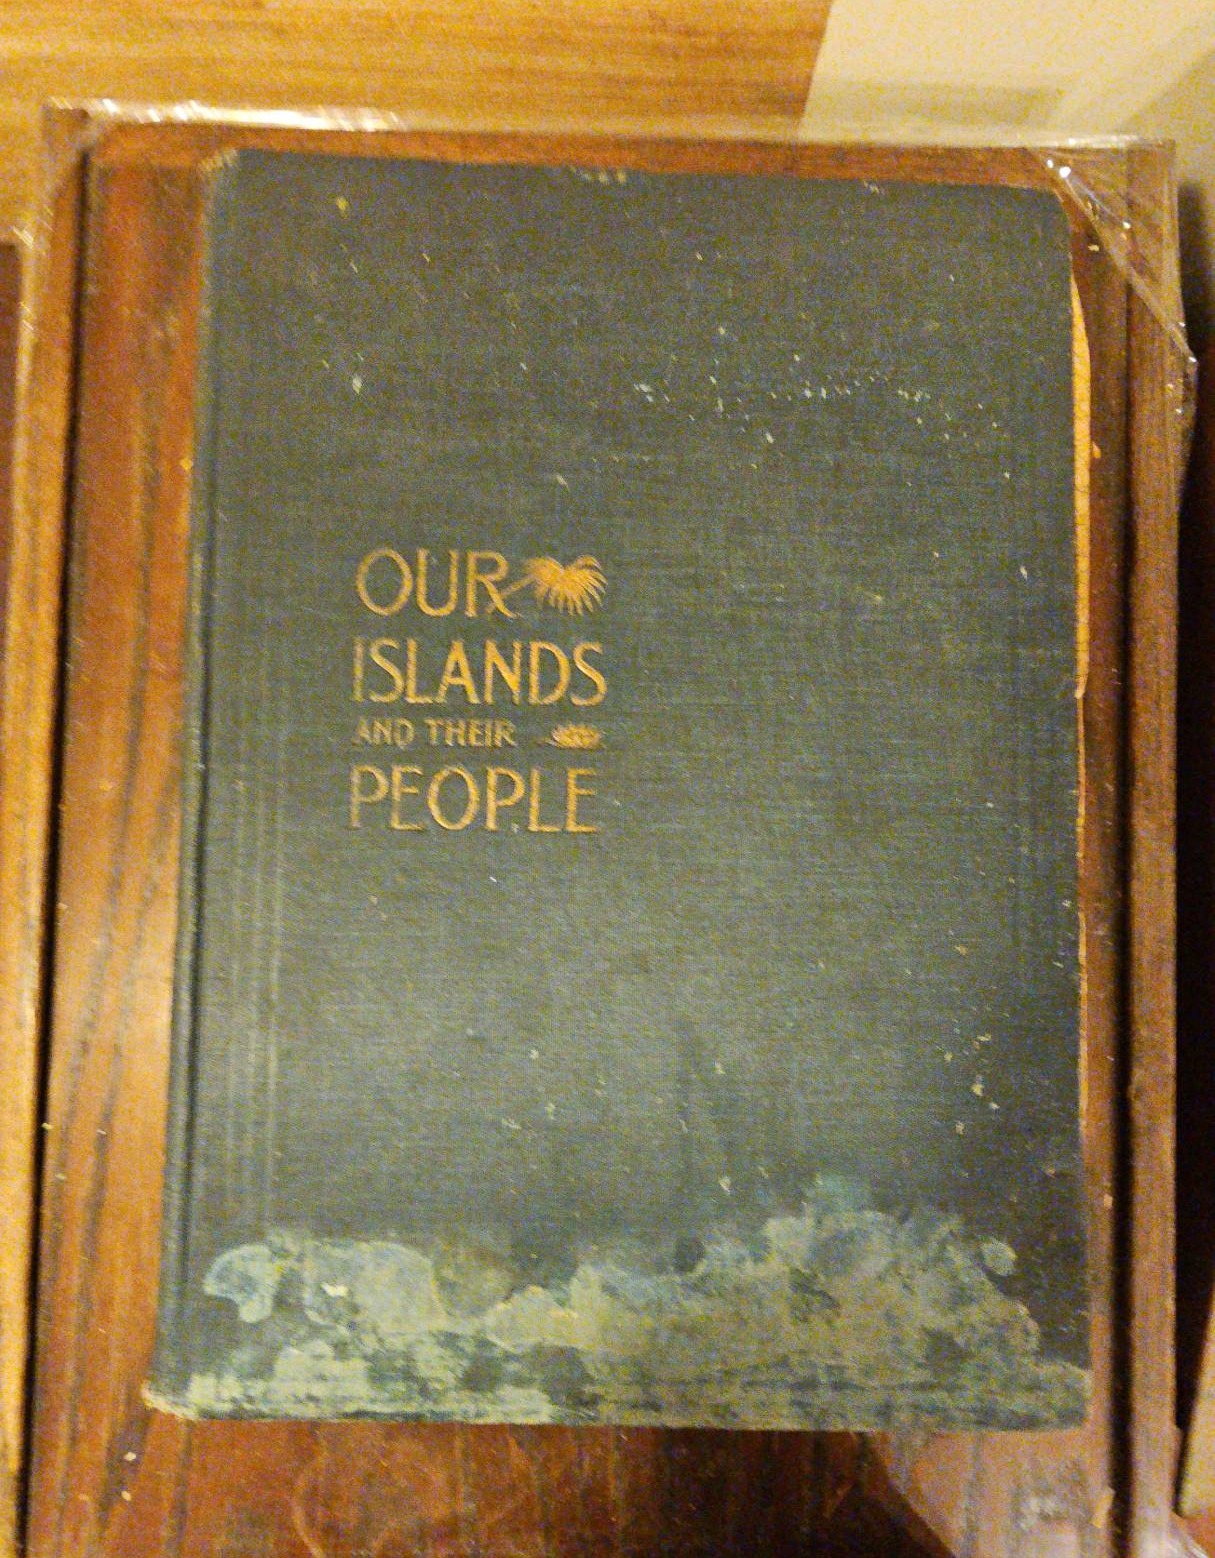 OUR
ISLANDS
AND THEIR
PEOPLE